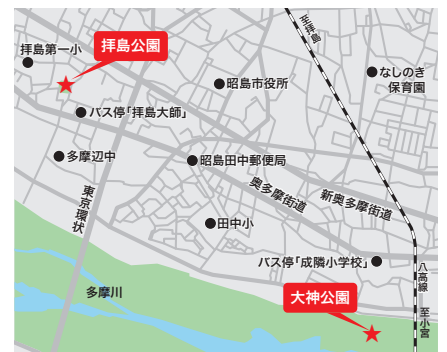 至拝島
拝島公園
拝島第一小
昭島市役所
なしのき
保育園
バス停「拝島大師」
多摩辺中
昭島田中郵便局
東京環状
奥多摩街道
新奥多摩街道
田中小
バス停「成隣小学校」
八高線
多摩川
大神公園
至小宮